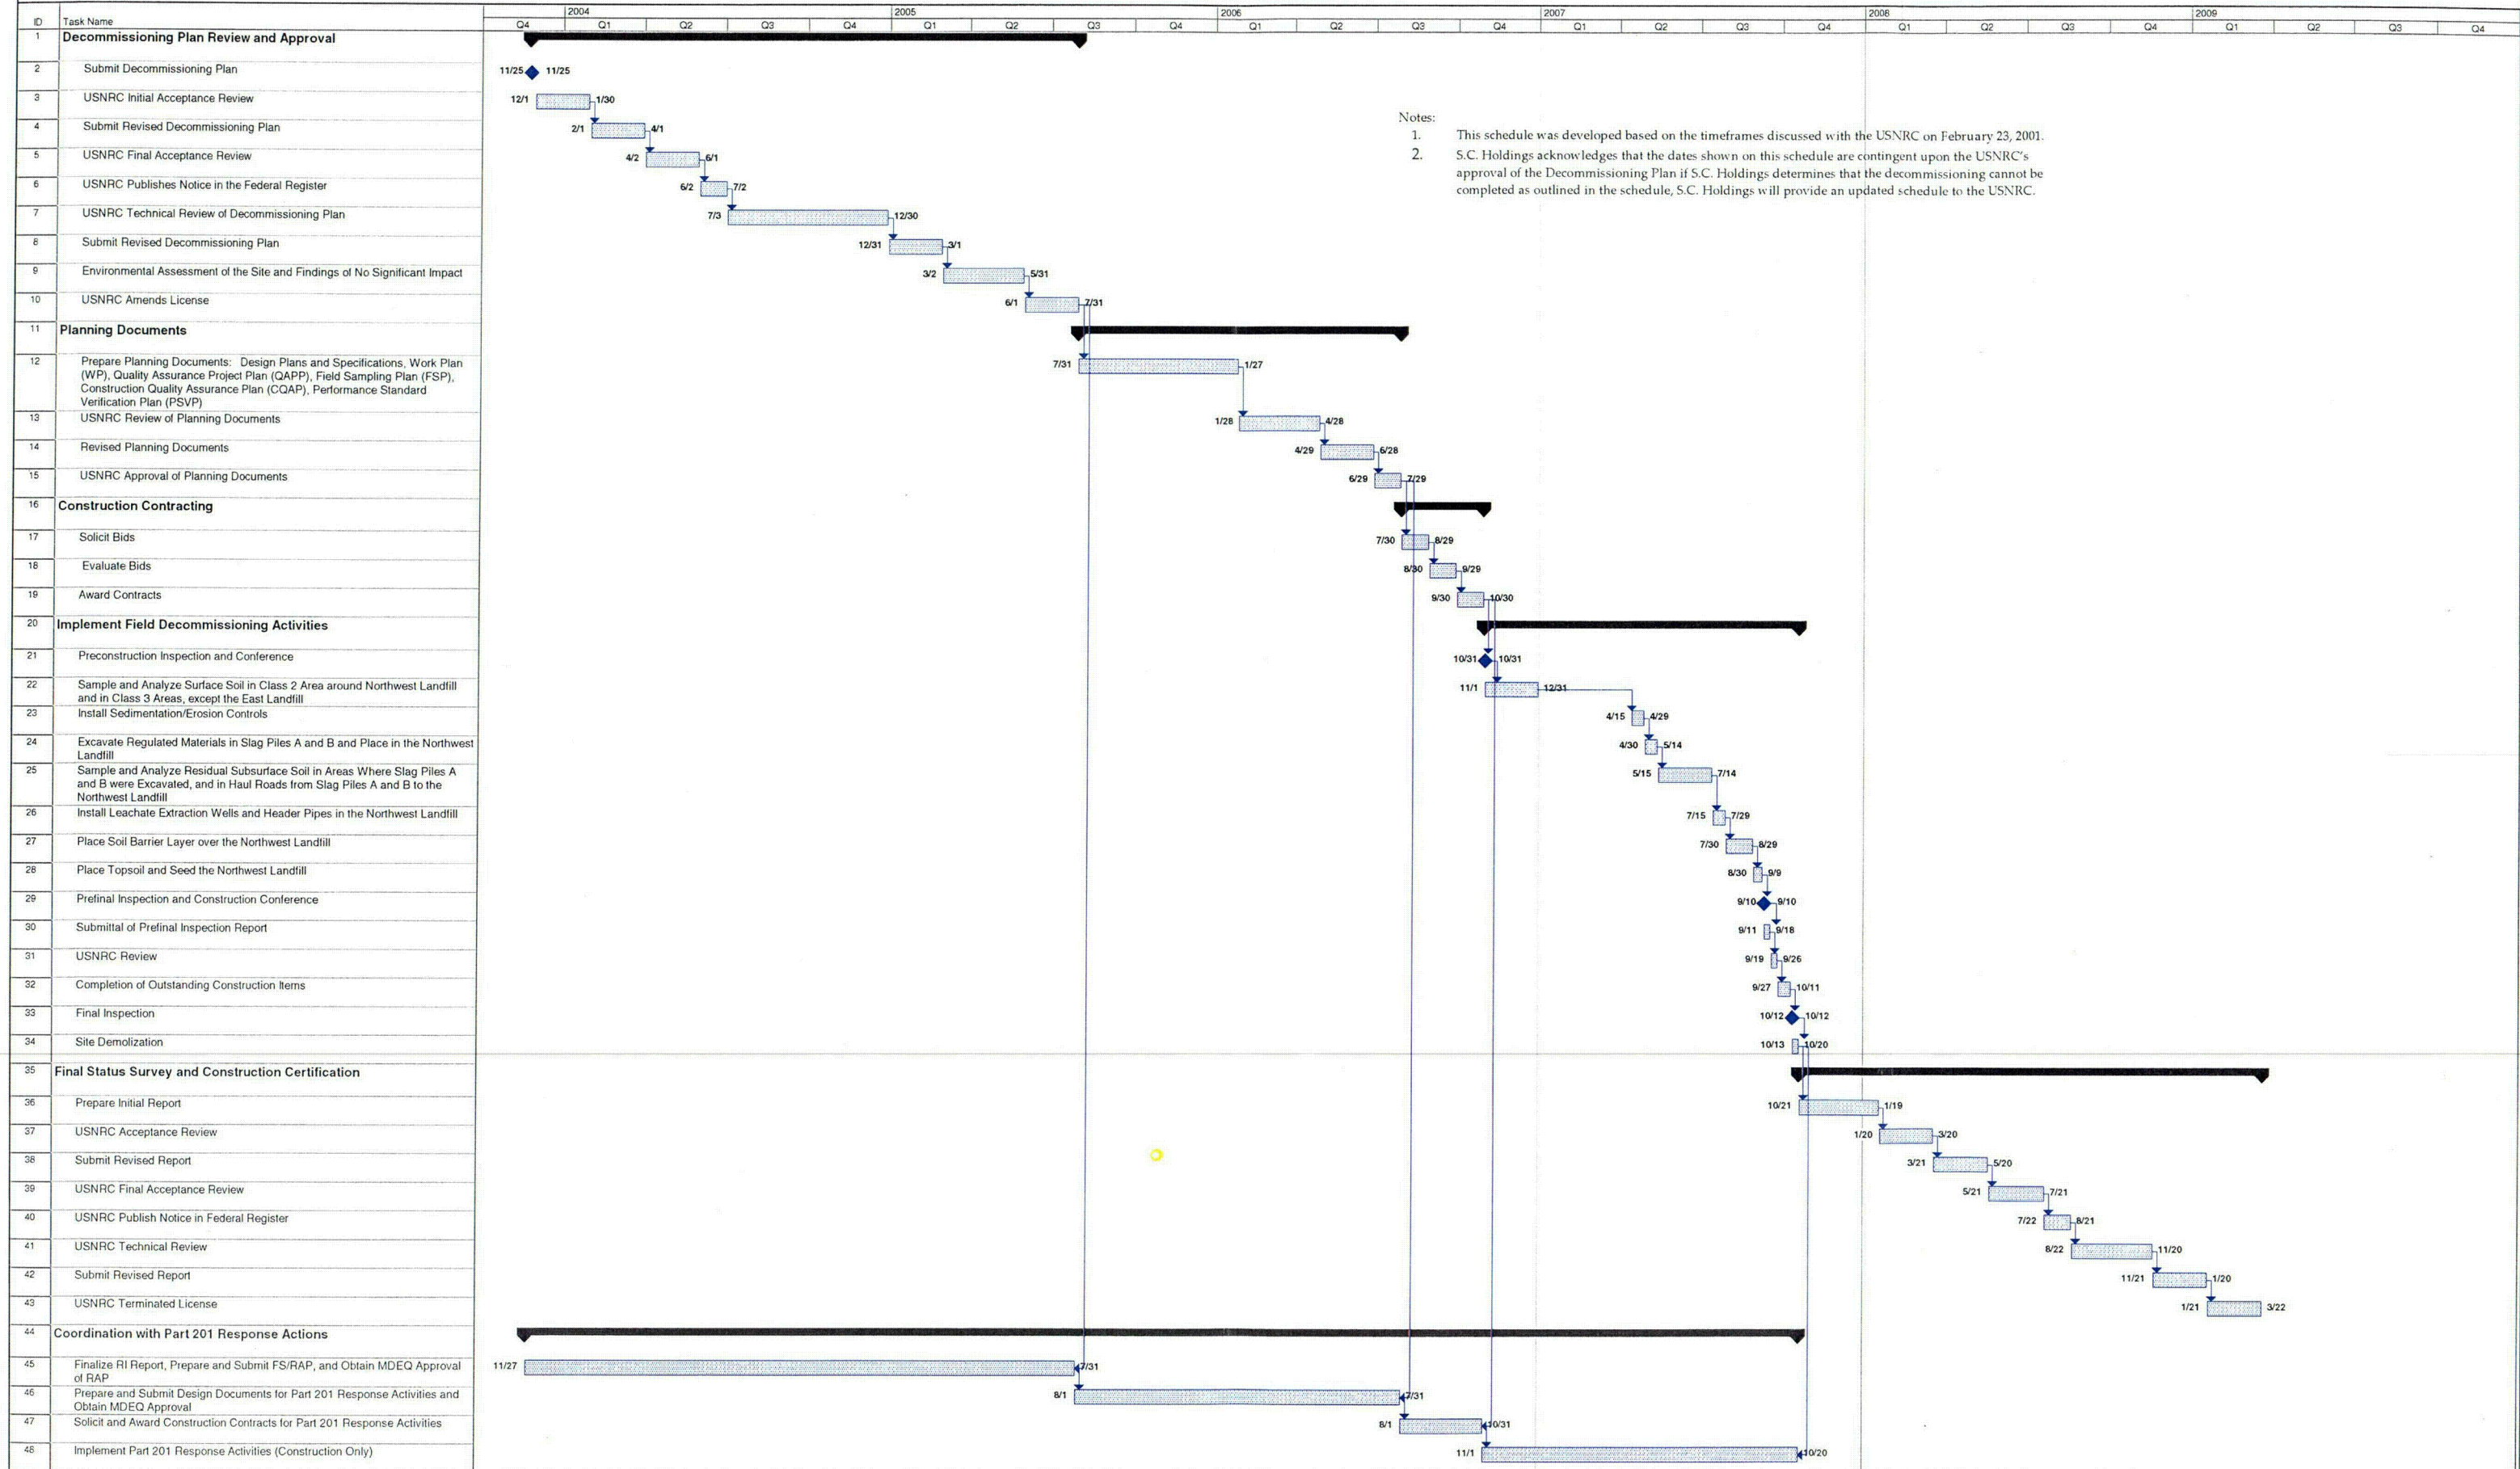 2004 2005 2006 2007 2008 2009
ID Task Name Q4 Q1 Q2 Q3 Q4 Q1 Q2 Q3 Q4 Q1 Q2 Q3 Q4 Q1 Q2 Q3 Q4 Q1 Q2 Q3 Q4 Q1 Q2 Q3 Q4
1 Decommissioning Plan Review and Approval
2 Submit Decommissioning Plan 11/25 11/25
3 USNRC Initial Acceptance Review 12/1 1/30
Notes:
1. This schedule was developed based on the timeframes discussed with the USNRC on February 23, 2001.
2. S.C. Holdings acknowledges that the dates shown on this schedule are contingent upon the USNRC's
approval of the Decommissioning Plan if S.C. Holdings determines that the decommissioning cannot be
completed as outlined in the schedule, S.C. Holdings will provide an updated schedule to the USNRC.
4 Submit Revised Decommissioning Plan 2/1 4/1
5 USNRC Final Acceptance Review 4/2 6/1
6 USNRC Publishes Notice in the Federal Register 6/2 7/2
7 USNRC Technical Review of Decommissioning Plan 7/3 12/30
8 Submit Revised Decommissioning Plan 12/31 3/1
9 Environmental Assessment of the Site and Findings of No Significant Impact 3/2 5/31
10 USNRC Amends License 6/1 7/31
11 Planning Documents
12 Prepare Planning Documents: Design Plans and Specifications, Work Plan 7/31 1/27
(WP), Quality Assurance Project Plan (QAPP), Field Sampling Plan (FSP),
Construction Quality Assurance Plan (CQAP), Performance Standard
Verification Plan (PSVP)
13 USNRC Review of Planning Documents 1/28 4/28
14 Revised Planning Documents 4/29 6/28
15 USNRC Approval of Planning Documents 6/29 7/29
16 Construction Contracting
17 Solicit Bids 7/30 8/29
18 Evaluate Bids 8/30 9/29
19 Award Contracts 9/30 10/30
20 Implement Field Decommissioning Activities
21 Preconstruction Inspection and Conference 10/31 10/31
22 Sample and Analyze Surface Soil in Class 2 Area around Northwest Landfill 11/1 12/31
and in Class 3 Areas, except the East Landfill
23 Install Sedimentation/Erosion Controls 4/15 4/29
24 Excavate Regulated Materials in Slag Piles A and B and Place in the Northwest 4/30 5/14
Landfill
25 Sample and Analyze Residual Subsurface Soil in Areas Where Slag Piles A 5/15 7/14
and B were Excavated, and in Haul Roads from Slag Piles A and B to the
Northwest Landfill
26 Install Leachate Extraction Wells and Header Pipes in the Northwest Landfill 7/15 7/29
27 Place Soil Barrier Layer over the Northwest Landfill 7/30 8/29
28 Place Topsoil and Seed the Northwest Landfill 8/30 9/9
29 Prefinal Inspection and Construction Conference 9/10 9/10
30 Submittal of Prefinal Inspection Report 9/11 9/18
31 USNRC Review 9/19 9/26
32 Completion of Outstanding Construction Items 9/27 10/11
33 Final Inspection 10/12 10/12
34 Site Demolization 10/13 10/20
35 Final Status Survey and Construction Certification
36 Prepare Initial Report 10/21 1/19
37 USNRC Acceptance Review 1/20 3/20
38 Submit Revised Report 3/21 5/20
39 USNRC Final Acceptance Review 5/21 7/21
40 USNRC Publish Notice in Federal Register 7/22 8/21
41 USNRC Technical Review 8/22 11/20
42 Submit Revised Report 11/21 1/20
43 USNRC Terminated License 1/21 3/22
44 Coordination with Part 201 Response Actions
45 Finalize RI Report, Prepare and Submit FS/RAP, and Obtain MDEQ Approval 11/27 7/31
of RAP
46 Prepare and Submit Design Documents for Part 201 Response Activities and 8/1 7/31
Obtain MDEQ Approval
47 Solicit and Award Construction Contracts for Part 201 Response Activities 8/1 10/31
48 Implement Part 201 Response Activities (Construction Only) 11/1 10/20